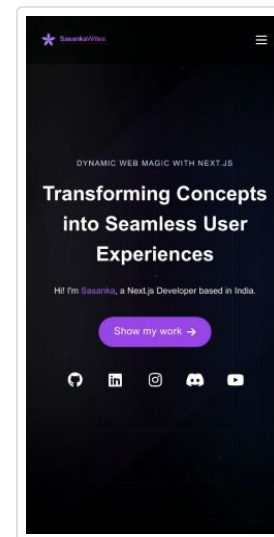 SasankaWrites
DYNAMIC WEB MAGIC WITH NEXT.JS
Transforming Concepts
into Seamless User
Experiences
Hi! I'm Sasanka, a Next.js Developer based in India.
Show my work →